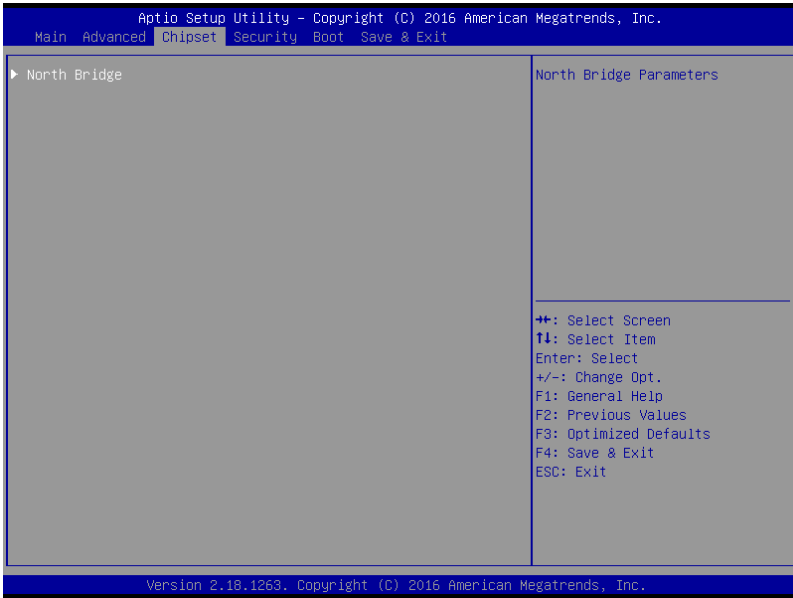 Aptio Setup Utility – Copyright (C) 2016 American Megatrends, Inc.
Main Advanced Chipset Security Boot Save & Exit
North Bridge
North Bridge Parameters
→←: Select Screen
↑↓: Select Item
Enter: Select
+/-: Change Opt.
F1: General Help
F2: Previous Values
F3: Optimized Defaults
F4: Save & Exit
ESC: Exit
Version 2.18.1263. Copyright (C) 2016 American Megatrends, Inc.